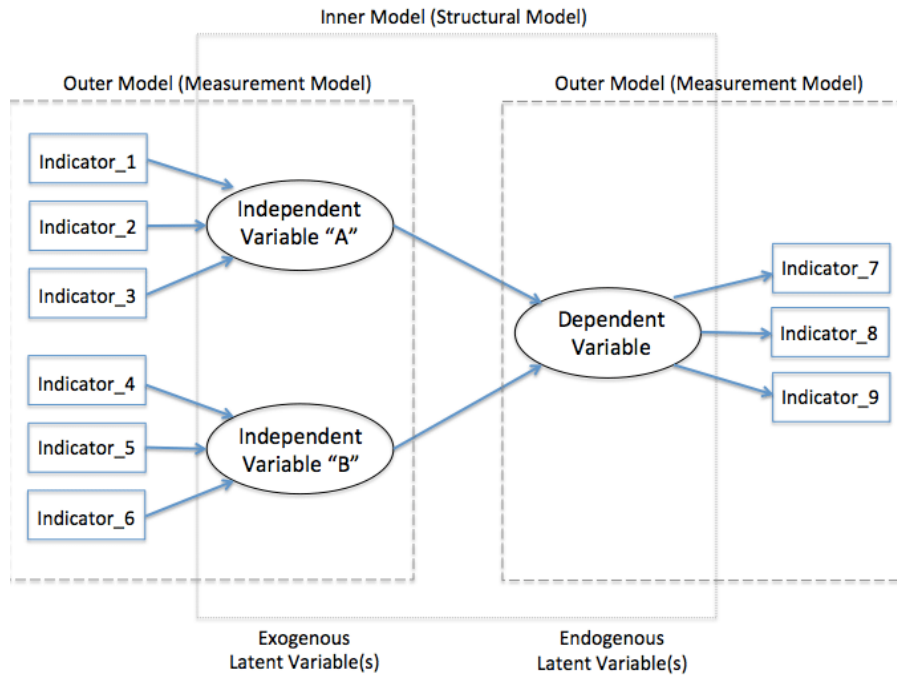 Inner Model (Structural Model)
Outer Model (Measurement Model)
Outer Model (Measurement Model)
Indicator_1
Indicator_2
Indicator_3
Independent
Variable “A”
Indicator_4
Indicator_5
Indicator_6
Independent
Variable “B”
Dependent
Variable
Indicator_7
Indicator_8
Indicator_9
Exogenous
Latent Variable(s)
Endogenous
Latent Variable(s)